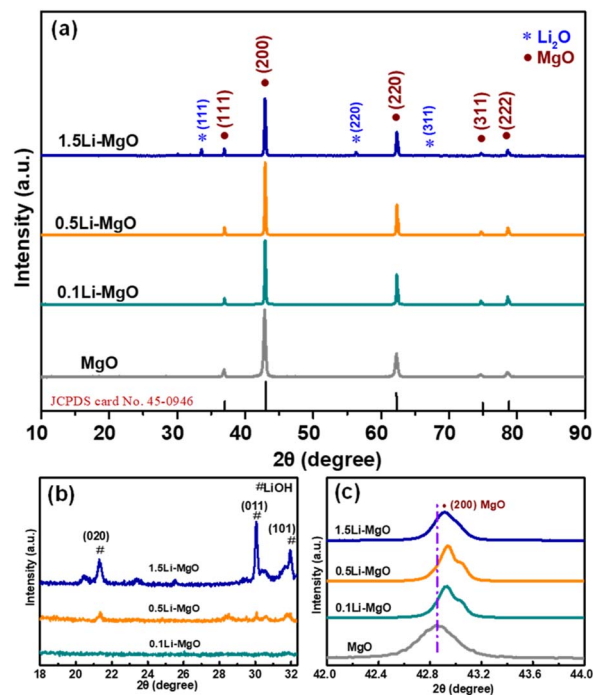 (a)
* Li₂O
● MgO
* (111)
● (111)
● (200)
* (220)
● (220)
* (311)
● (311)
● (222)
1.5Li-MgO
0.5Li-MgO
0.1Li-MgO
MgO
JCPDS card No. 45-0946
Intensity (a.u.)
10 20 30 40 50 60 70 80 90
2θ (degree)
(b)
#LiOH
(020)
#
(011)
#
(101)
#
1.5Li-MgO
0.5Li-MgO
0.1Li-MgO
Intensity (a.u.)
18 20 22 24 26 28 30 32
2θ (degree)
(c)
• (200) MgO
1.5Li-MgO
0.5Li-MgO
0.1Li-MgO
MgO
Intensity (a.u.)
42.0 42.4 42.8 43.2 43.6 44.0
2θ (degree)